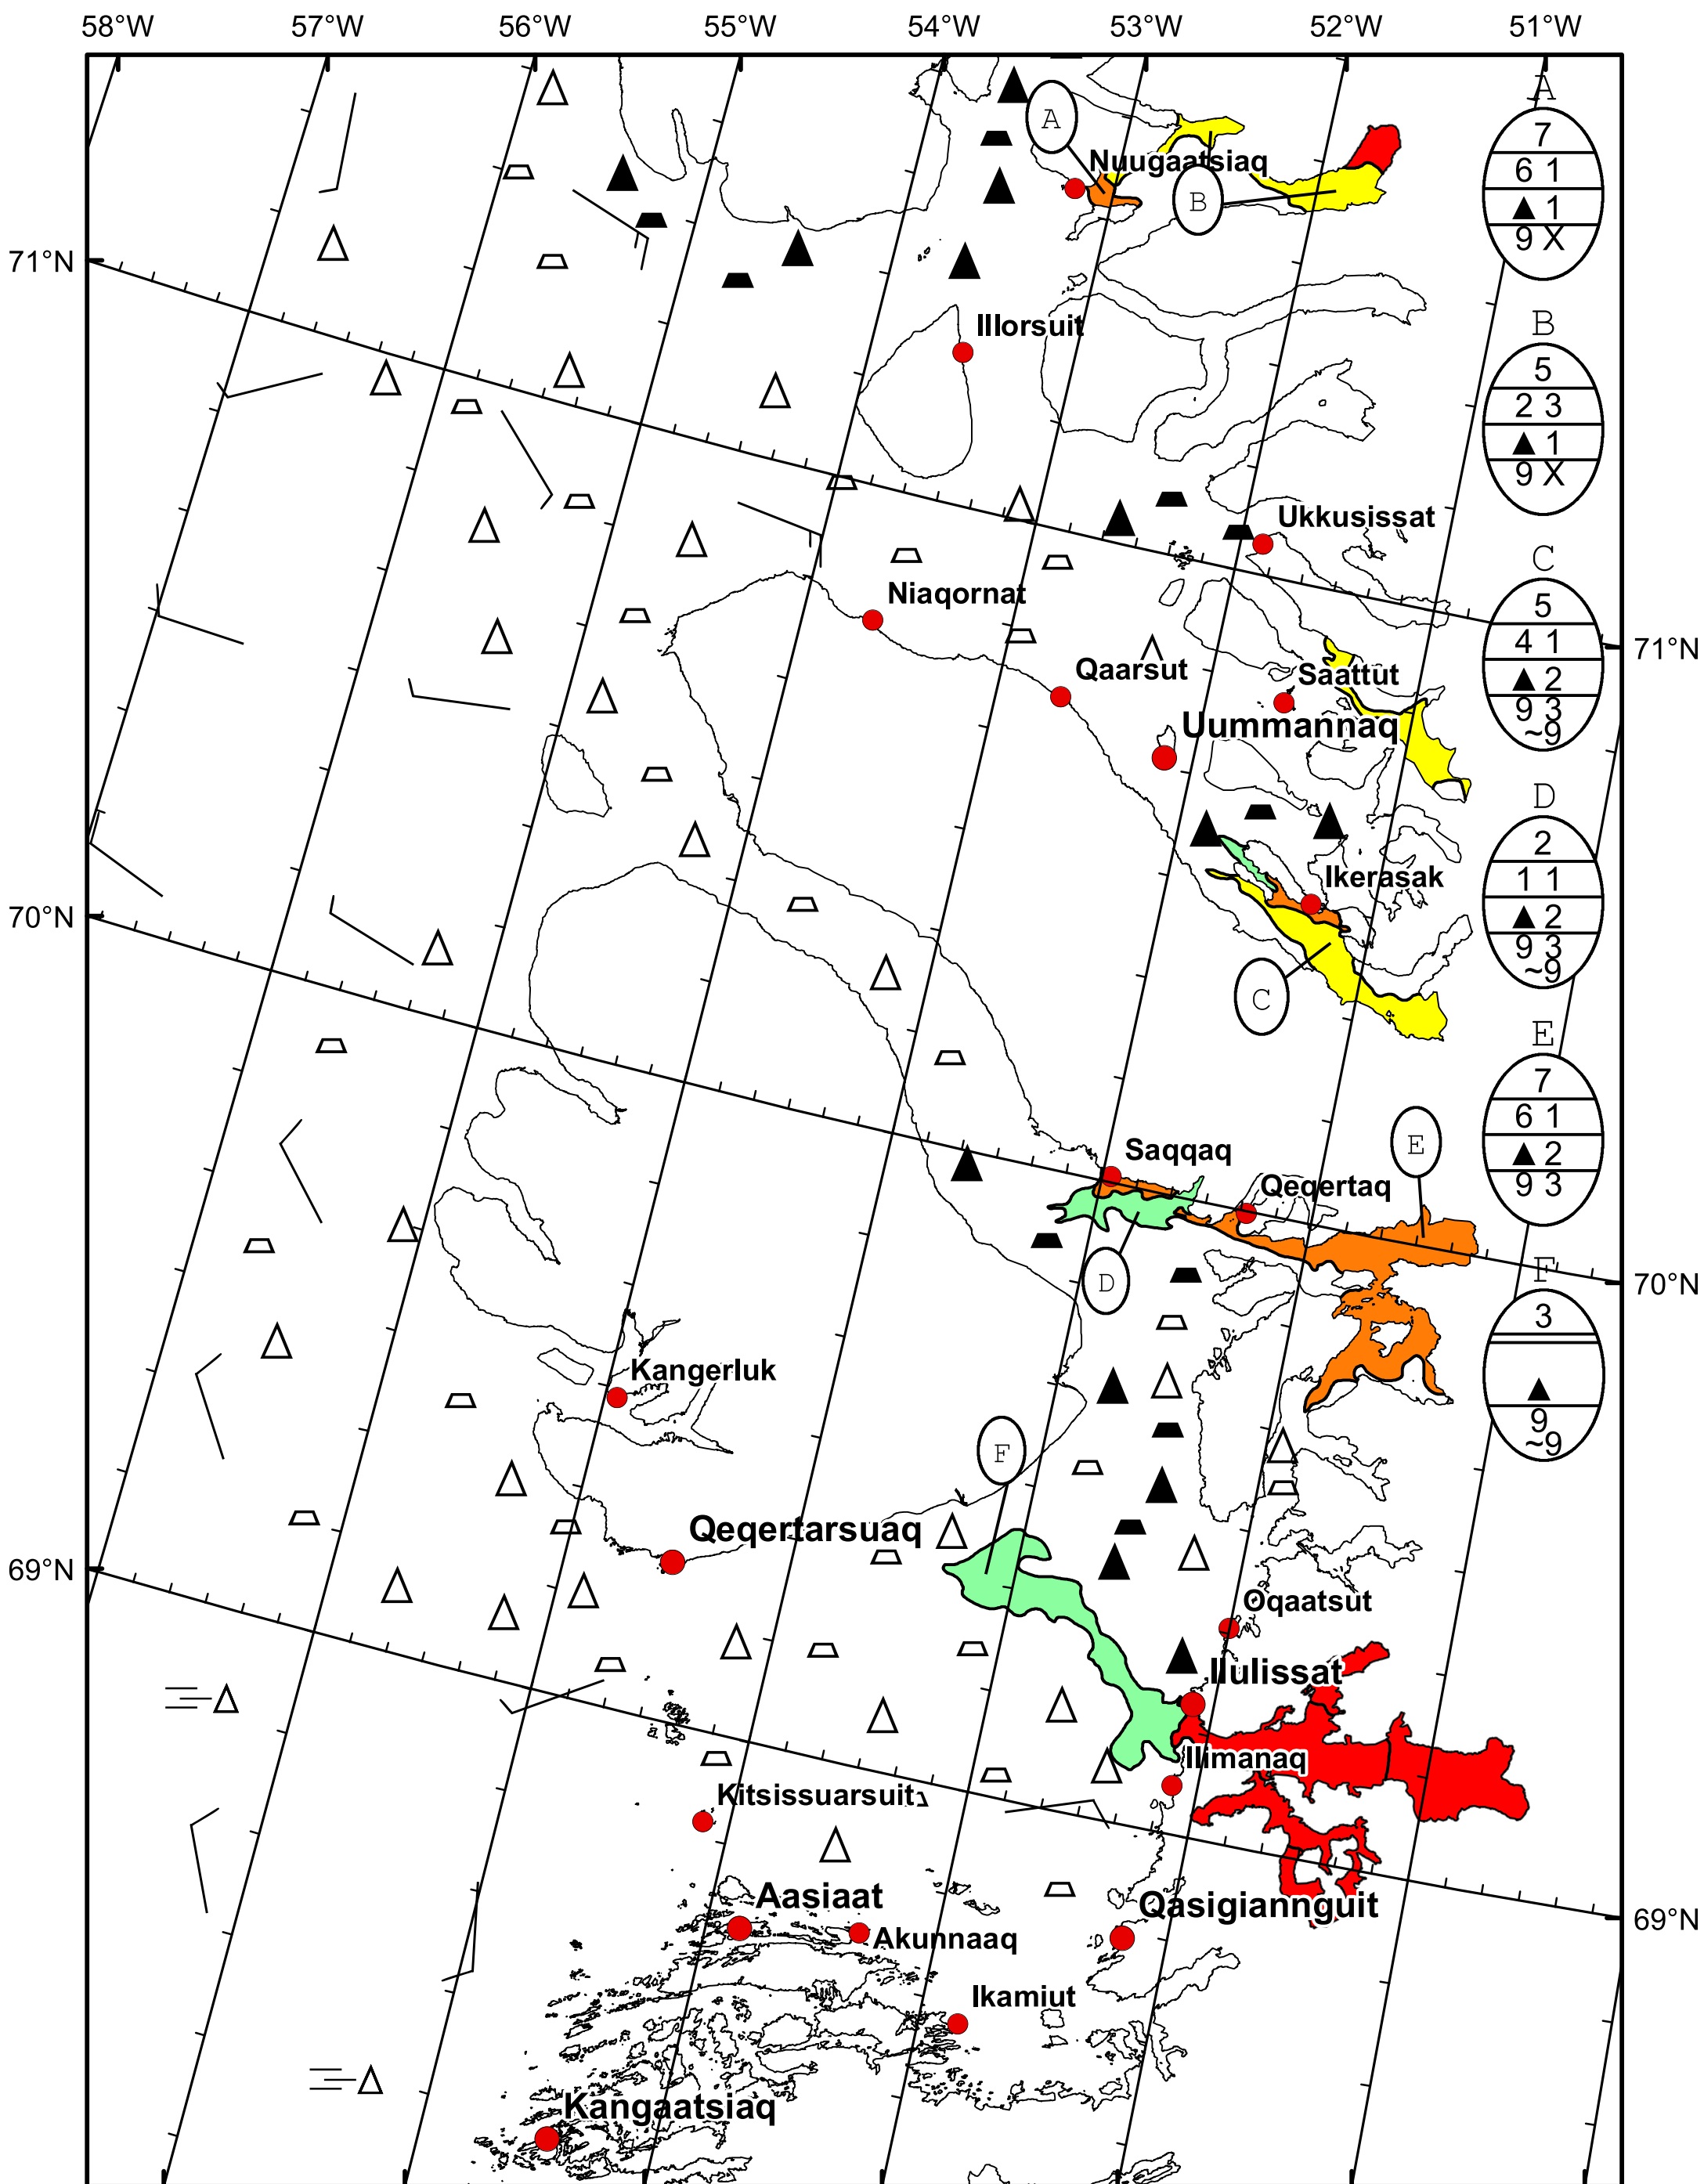 58°W 57°W 56°W 55°W 54°W 53°W 52°W 51°W
A
7
6 1
▲ 1
9 X
A
Nuugaatsiaq
B
71°N
Illorsuit
B
5
2 3
▲ 1
9 X
Ukkusissat
C
5
4 1
▲ 2
9 3
~9
Niaqornat
71°N
Qaarsut
Saattut
Uummannaq
D
2
1 1
▲ 2
9 3
~9
Ikerasak
70°N
C
E
7
6 1
▲ 2
9 3
E
Saqqaq
Qeqertaq
D
70°N
F
3
▲
9
~9
Kangerluk
F
Qeqertarsuaq
69°N
Oqaatsut
Ilulissat
Ilimanaq
Kitsissuarsuit
Aasiaat
Qasigiannguit
69°N
Akunnaaq
Ikamiut
Kangaatsiaq